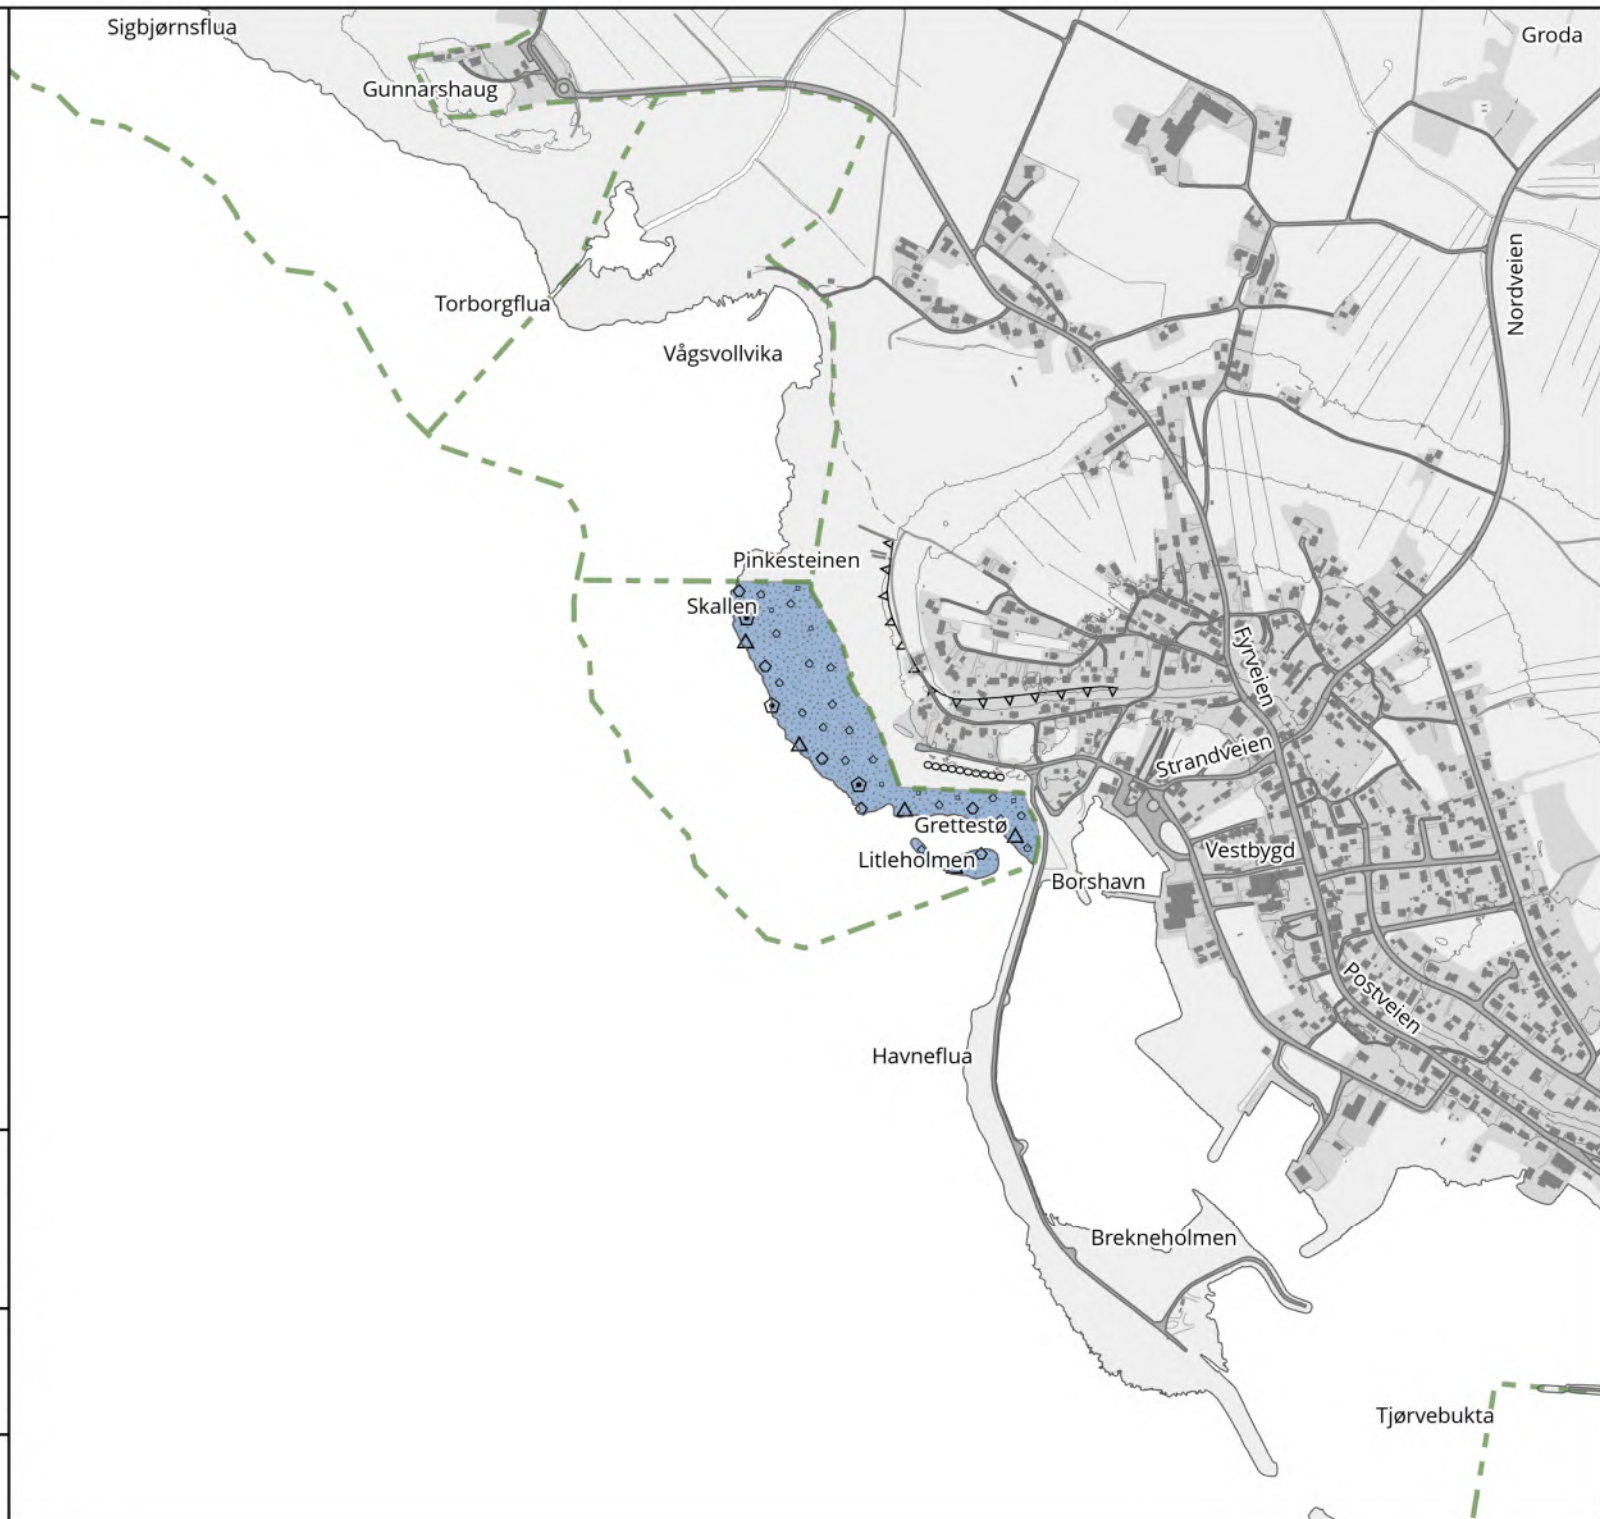 Sigbjørnsflua
Groda
Gunnarshaug
Nordveien
Torborgflua
Vågsvollvika
Pinkesteinen
Skallen
Fyrveien
Strandveien
Grettestø
Litleholmen
Vestbygd
Borshavn
Postveien
Havneflua
Brekneholmen
Tjørvebukta